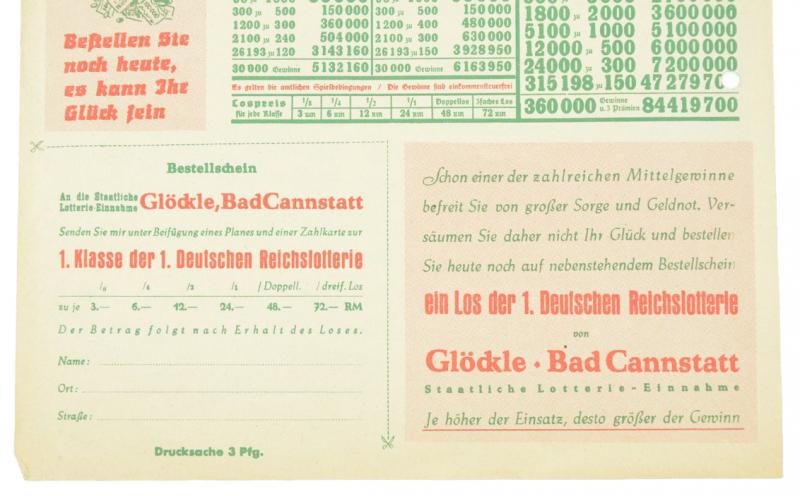 Bestellen Sie
noch heute,
es kann Ihr
Glück sein
300 zu 500 150000
1200 zu 300 360000
2100 zu 240 504000
26193 zu 120 3143160
30000 Gewinne 5132160
300 zu 500 150000
1200 zu 400 480000
2100 zu 300 630000
26193 zu 150 3928950
30000 Gewinne 6163950
1800 zu 2000 3600000
5100 zu 1000 5100000
12000 zu 500 6000000
24000 zu 300 7200000
315198 zu 150 4727970
360000 Gewinne u. 3 Prämien 84419700
Es gelten die amtlichen Spielbedingungen / Die Gewinne sind einkommensteuerfrei
Lospreis 1/8 1/4 1/2 1/1 Doppellos 3faches Los
für jede Klasse 3 RM 6 RM 12 RM 24 RM 48 RM 72 RM
Bestellschein
An die Staatliche
Lotterie-Einnahme Glöckle, Bad Cannstatt
Senden Sie mir unter Beifügung eines Planes und einer Zahlkarte zur
1. Klasse der 1. Deutschen Reichslotterie
/8 /4 /2 /1 / Doppell. / dreif. Los
zu je 3.— 6.— 12.— 24.— 48.— 72.— RM
Der Betrag folgt nach Erhalt des Loses.
Name:
Ort:
Straße:
Drucksache 3 Pfg.
Schon einer der zahlreichen Mittelgewinne
befreit Sie von großer Sorge und Geldnot. Ver-
säumen Sie daher nicht Ihr Glück und bestellen
Sie heute noch auf nebenstehendem Bestellschein
ein Los der 1. Deutschen Reichslotterie
von
Glöckle • Bad Cannstatt
Staatliche Lotterie-Einnahme
Je höher der Einsatz, desto größer der Gewinn